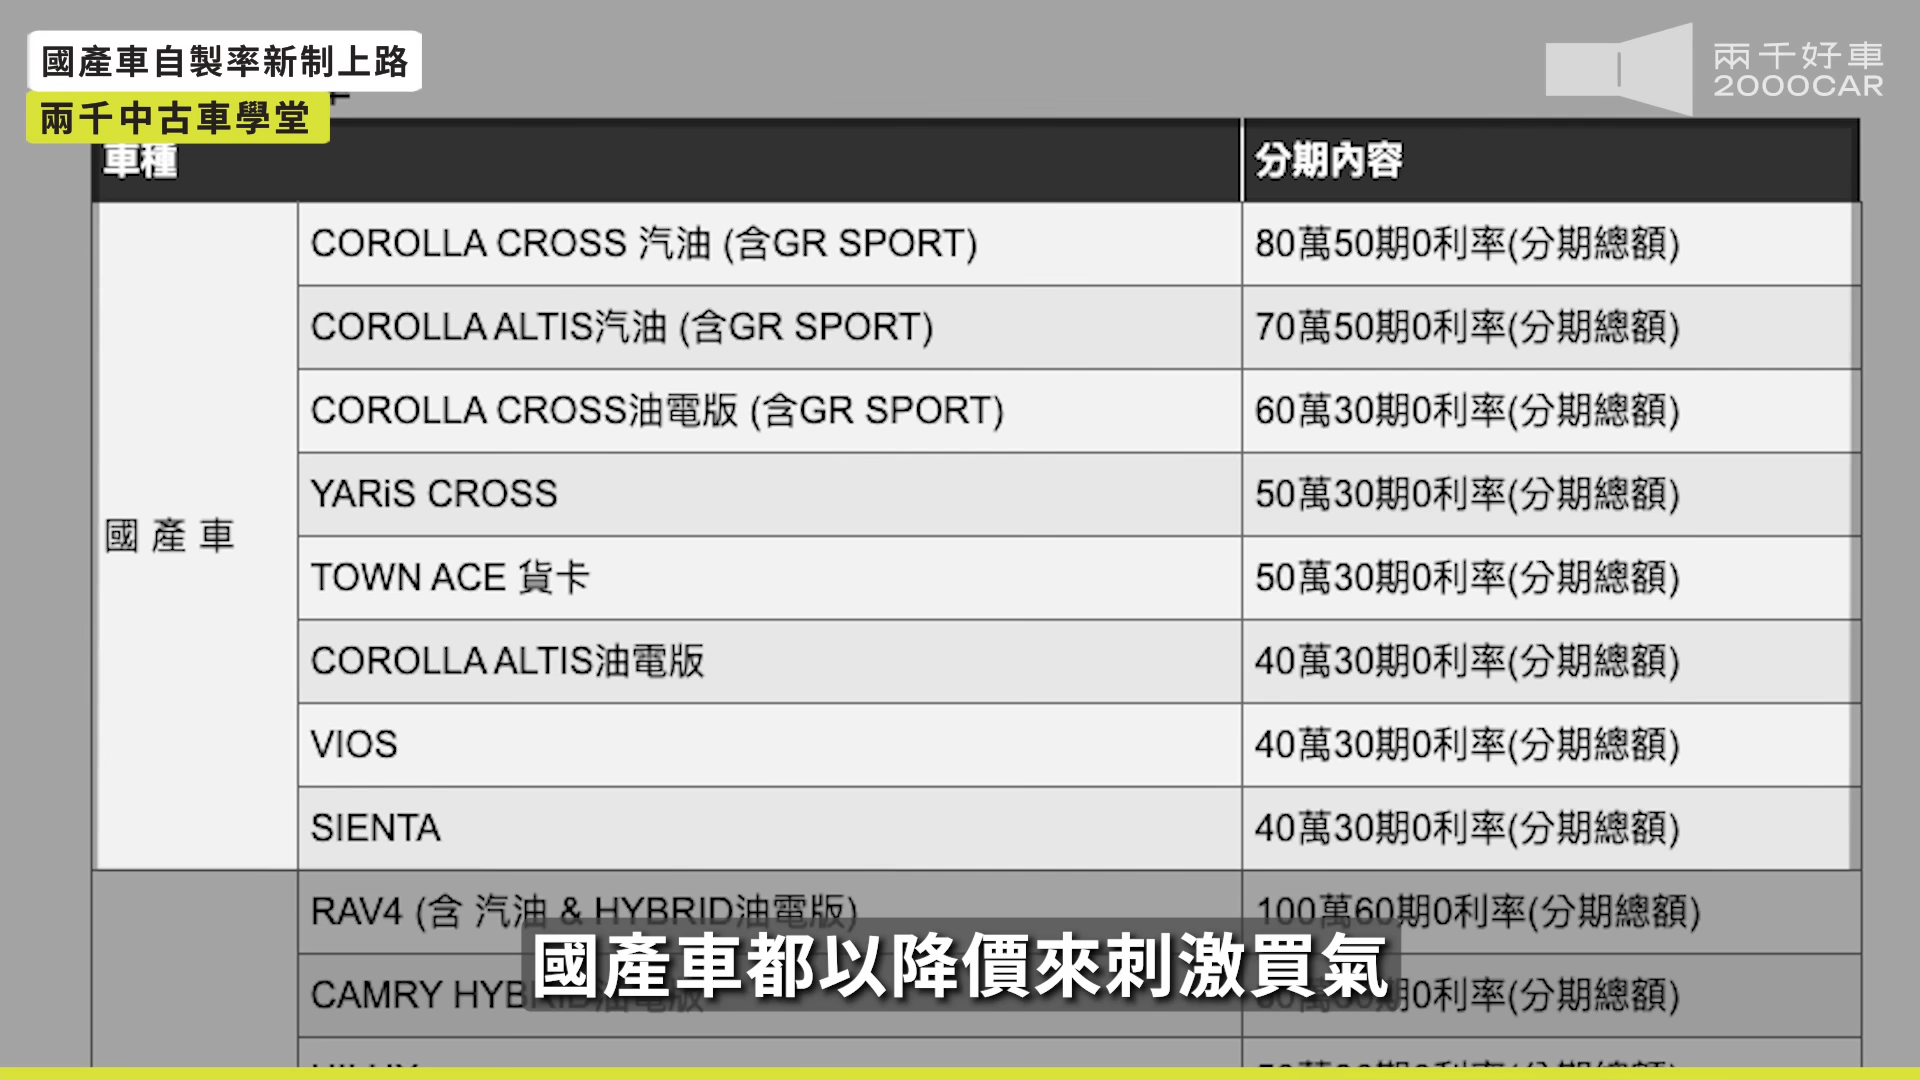 國產車自製率新制上路
兩千中古車學堂
兩千好車
2000CAR
車種 分期內容
國產車
COROLLA CROSS 汽油 (含GR SPORT) 80萬50期0利率(分期總額)
COROLLA ALTIS汽油 (含GR SPORT) 70萬50期0利率(分期總額)
COROLLA CROSS油電版 (含GR SPORT) 60萬30期0利率(分期總額)
YARiS CROSS 50萬30期0利率(分期總額)
TOWN ACE 貨卡 50萬30期0利率(分期總額)
COROLLA ALTIS油電版 40萬30期0利率(分期總額)
VIOS 40萬30期0利率(分期總額)
SIENTA 40萬30期0利率(分期總額)
RAV4 (含 汽油 & HYBRID油電版) 100萬60期0利率(分期總額)
CAMRY HYBRID油電版 期0利率(分期總額)
國產車都以降價來刺激買氣